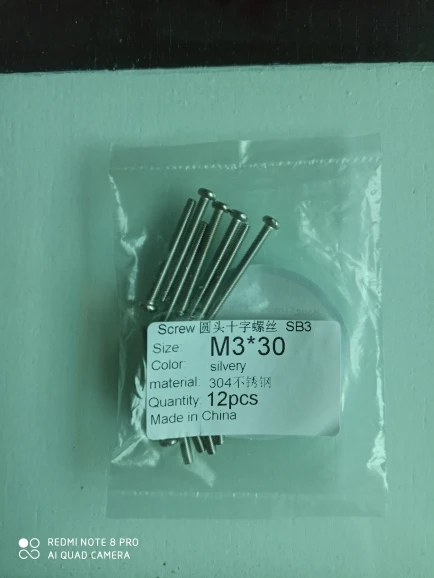 Screw 圆头十字螺丝 SB3
Size: M3*30
Color: silvery
material: 304不锈钢
Quantity: 12pcs
Made in China
REDMI NOTE 8 PRO
AI QUAD CAMERA